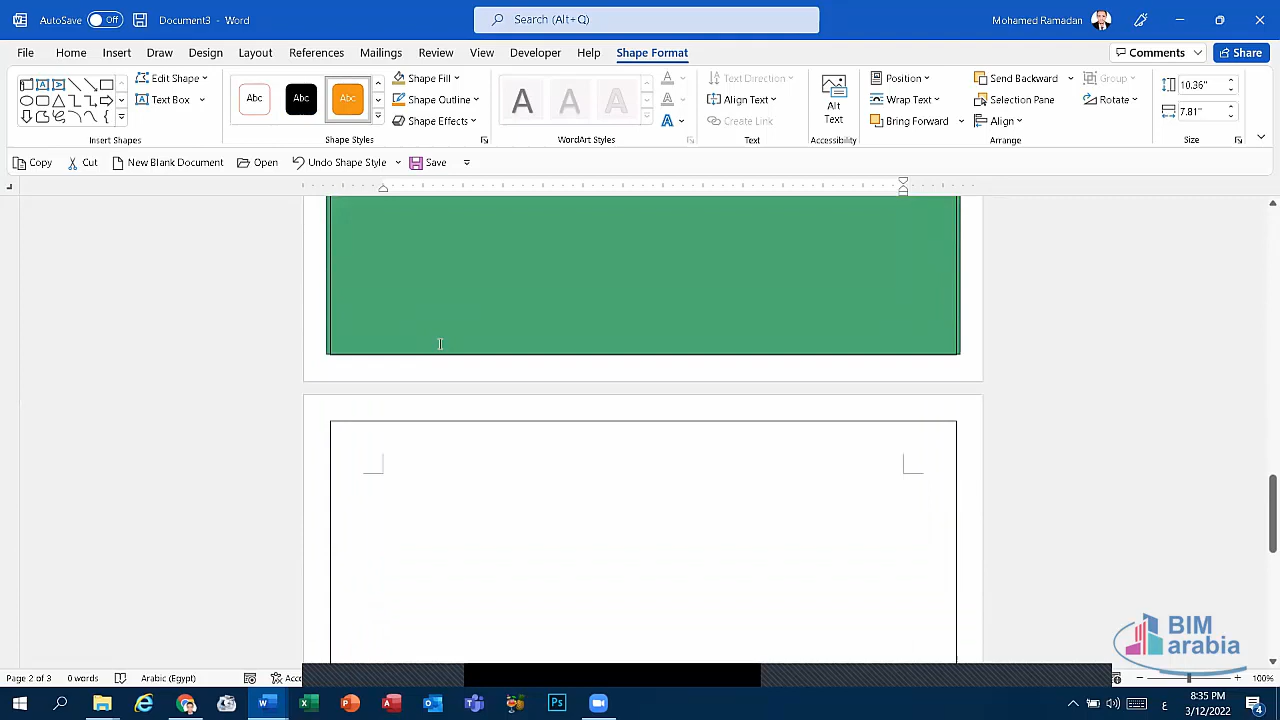 AutoSave Off Document3 - Word Search (Alt+Q) Mohamed Ramadan
File Home Insert Draw Design Layout References Mailings Review View Developer Help Shape Format Comments Share
Edit Shape Abc Abc Abc Shape Fill A A A A Text Direction Position Send Backward Group 10.36"
Text Box Shape Outline A Align Text Alt Text Wrap Text Selection Pane Rotate 7.81"
Shape Effects A Create Link Bring Forward Align
Insert Shapes Shape Styles WordArt Styles Text Accessibility Arrange Size
Copy Cut New Blank Document Open Undo Shape Style Save
BIM
arabia
Page 2 of 3 0 words Arabic (Egypt) Acce 100%
Ps ع 8:35 PM
3/12/2022 4